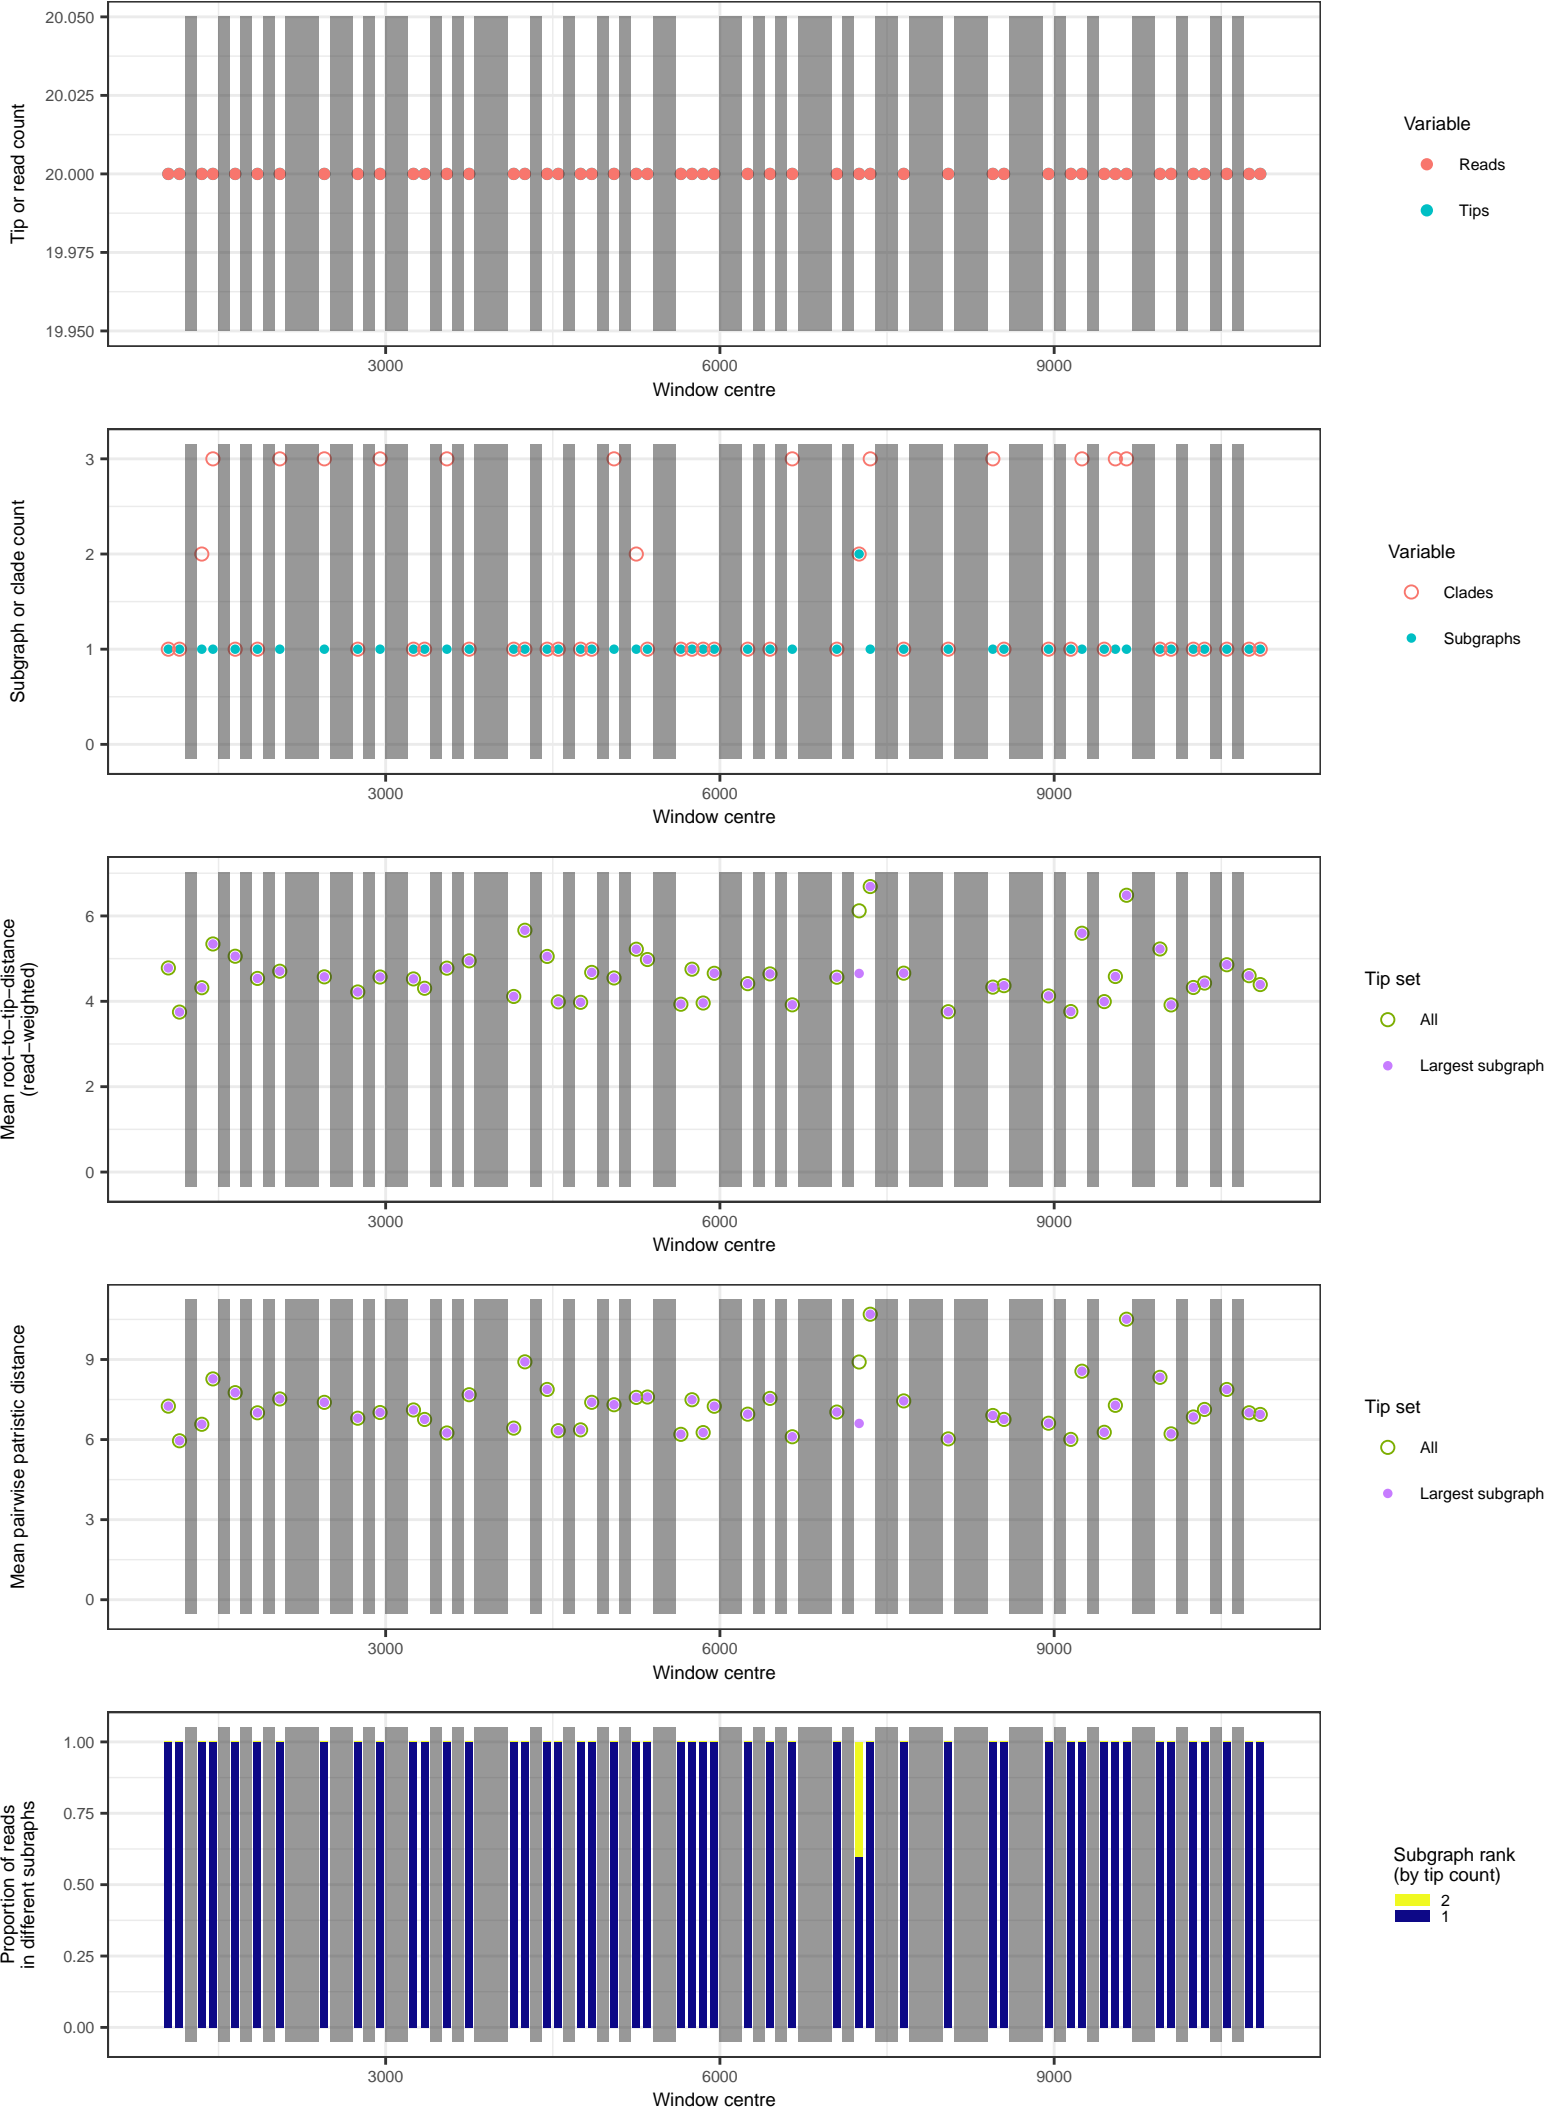 20.050
20.025
20.000
19.975
19.950
Tip or read count
3000
6000
9000
Window centre
Variable
Reads
Tips
3
2
1
0
Subgraph or clade count
3000
6000
9000
Window centre
Variable
Clades
Subgraphs
6
4
2
0
Mean root−to−tip−distance
(read−weighted)
3000
6000
9000
Window centre
Tip set
All
Largest subgraph
9
6
3
0
Mean pairwise patristic distance
3000
6000
9000
Window centre
Tip set
All
Largest subgraph
1.00
0.75
0.50
0.25
0.00
Proportion of reads
in different subraphs
3000
6000
9000
Window centre
Subgraph rank
(by tip count)
2
1